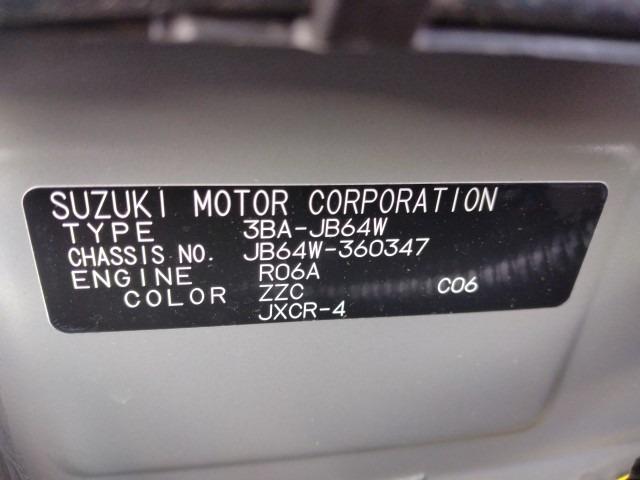 SUZUKI MOTOR CORPORATION
TYPE 3BA-JB64W
CHASSIS NO. JB64W-360347
ENGINE R06A
COLOR ZZC C06
JXCR-4